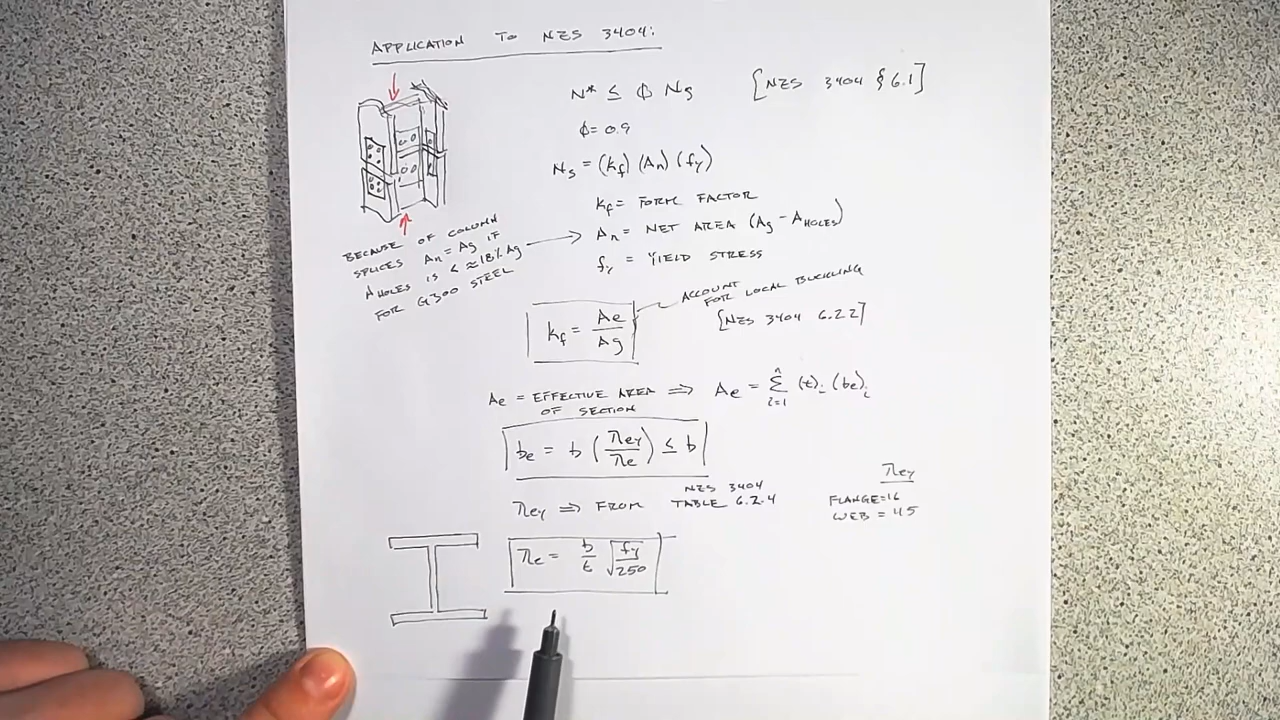 APPLICATION TO NZS 3404:
N* ≤ ϕ Ns [NZS 3404 § 6.1]
ϕ = 0.9
Ns = (kf) (An) (fy)
kf = FORM FACTOR
An = NET AREA (Ag - AHOLES)
fy = YIELD STRESS
BECAUSE OF COLUMN
SPLICES An = Ag IF
AHOLES IS < ≈18% Ag
FOR G300 STEEL
kf = Ae / Ag
ACCOUNT
FOR LOCAL BUCKLING
[NZS 3404 6.2.2]
Ae = EFFECTIVE AREA OF SECTION ⇒ Ae = Σ i=1 n (t)i (be)i
be = b (λey / λe) ≤ b
λey ⇒ FROM NZS 3404 TABLE 6.2.4
λey
FLANGE=16
WEB = 45
λe = b/t √(fy/250)